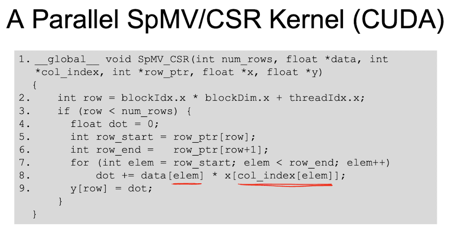 A Parallel SpMV/CSR Kernel (CUDA)
1. __global__ void SpMV_CSR(int num_rows, float *data, int
*col_index, int *row_ptr, float *x, float *y)
{
2. int row = blockIdx.x * blockDim.x + threadIdx.x;
3. if (row < num_rows) {
4. float dot = 0;
5. int row_start = row_ptr[row];
6. int row_end = row_ptr[row+1];
7. for (int elem = row_start; elem < row_end; elem++)
8. dot += data[elem] * x[col_index[elem]];
9. y[row] = dot;
}
}